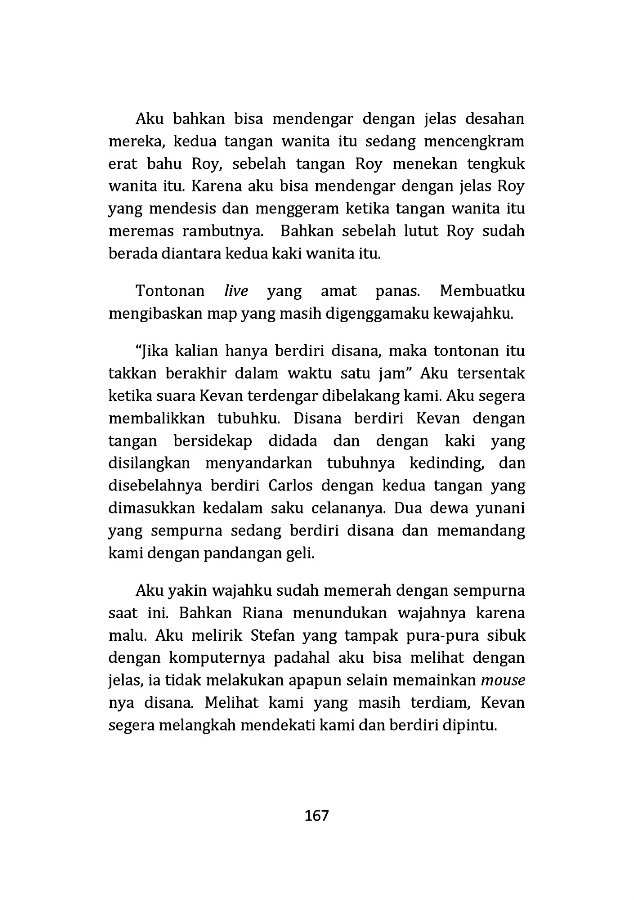 Aku bahkan bisa mendengar dengan jelas desahan
mereka, kedua tangan wanita itu sedang mencengkram
erat bahu Roy, sebelah tangan Roy menekan tengkuk
wanita itu. Karena aku bisa mendengar dengan jelas Roy
yang mendesis dan menggeram ketika tangan wanita itu
meremas rambutnya. Bahkan sebelah lutut Roy sudah
berada diantara kedua kaki wanita itu.
Tontonan live yang amat panas. Membuatku
mengibaskan map yang masih digenggamaku kewajahku.
“Jika kalian hanya berdiri disana, maka tontonan itu
takkan berakhir dalam waktu satu jam” Aku tersentak
ketika suara Kevan terdengar dibelakang kami. Aku segera
membalikkan tubuhku. Disana berdiri Kevan dengan
tangan bersidekap didada dan dengan kaki yang
disilangkan menyandarkan tubuhnya kedinding, dan
disebelahnya berdiri Carlos dengan kedua tangan yang
dimasukkan kedalam saku celananya. Dua dewa yunani
yang sempurna sedang berdiri disana dan memandang
kami dengan pandangan geli.
Aku yakin wajahku sudah memerah dengan sempurna
saat ini. Bahkan Riana menundukan wajahnya karena
malu. Aku melirik Stefan yang tampak pura-pura sibuk
dengan komputernya padahal aku bisa melihat dengan
jelas, ia tidak melakukan apapun selain memainkan mouse
nya disana. Melihat kami yang masih terdiam, Kevan
segera melangkah mendekati kami dan berdiri dipintu.
167